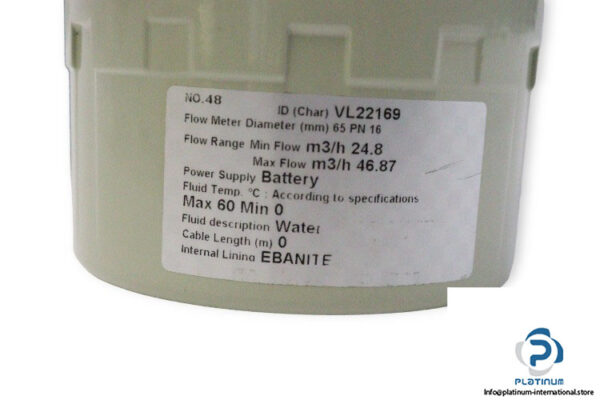 NO.48
ID (Char) VL22169
Flow Meter Diameter (mm) 65 PN 16
Flow Range Min Flow m3/h 24.8
Max Flow m3/h 46.87
Power Supply Battery
Fluid Temp. °C : According to specifications
Max 60 Min 0
Fluid description Water
Cable Length (m) 0
Internal Lining EBANITE
PLATINUM
Info@platinum-international.store